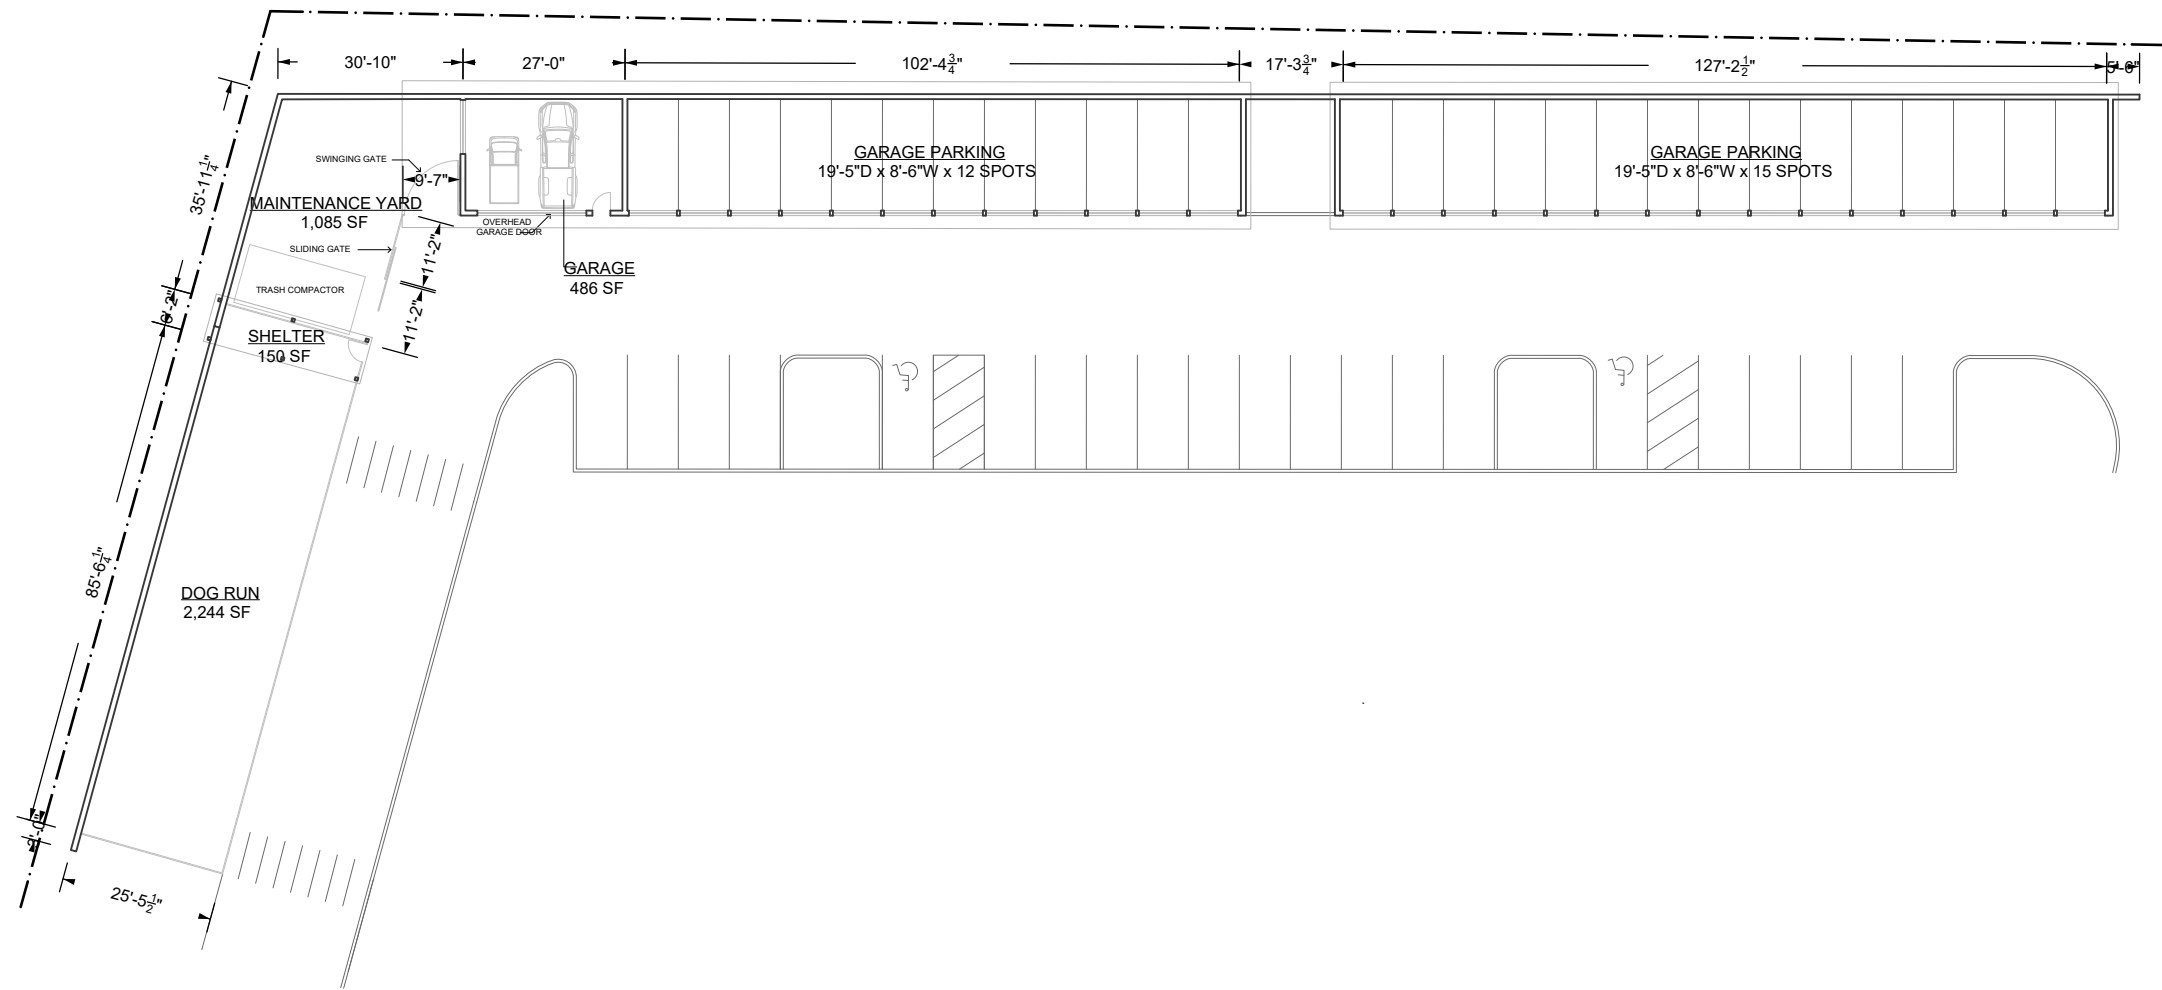 30'-10"
27'-0"
102'-4 3/4"
17'-3 3/4"
127'-2 1/2"
5'-6"
35'-11 1/4"
SWINGING GATE
9'-7"
GARAGE PARKING
19'-5"D x 8'-6"W x 12 SPOTS
GARAGE PARKING
19'-5"D x 8'-6"W x 15 SPOTS
MAINTENANCE YARD
1,085 SF
OVERHEAD
GARAGE DOOR
SLIDING GATE
11'-2"
GARAGE
486 SF
TRASH COMPACTOR
11'-2"
SHELTER
150 SF
85'-6 1/4"
DOG RUN
2,244 SF
25'-5 1/2"